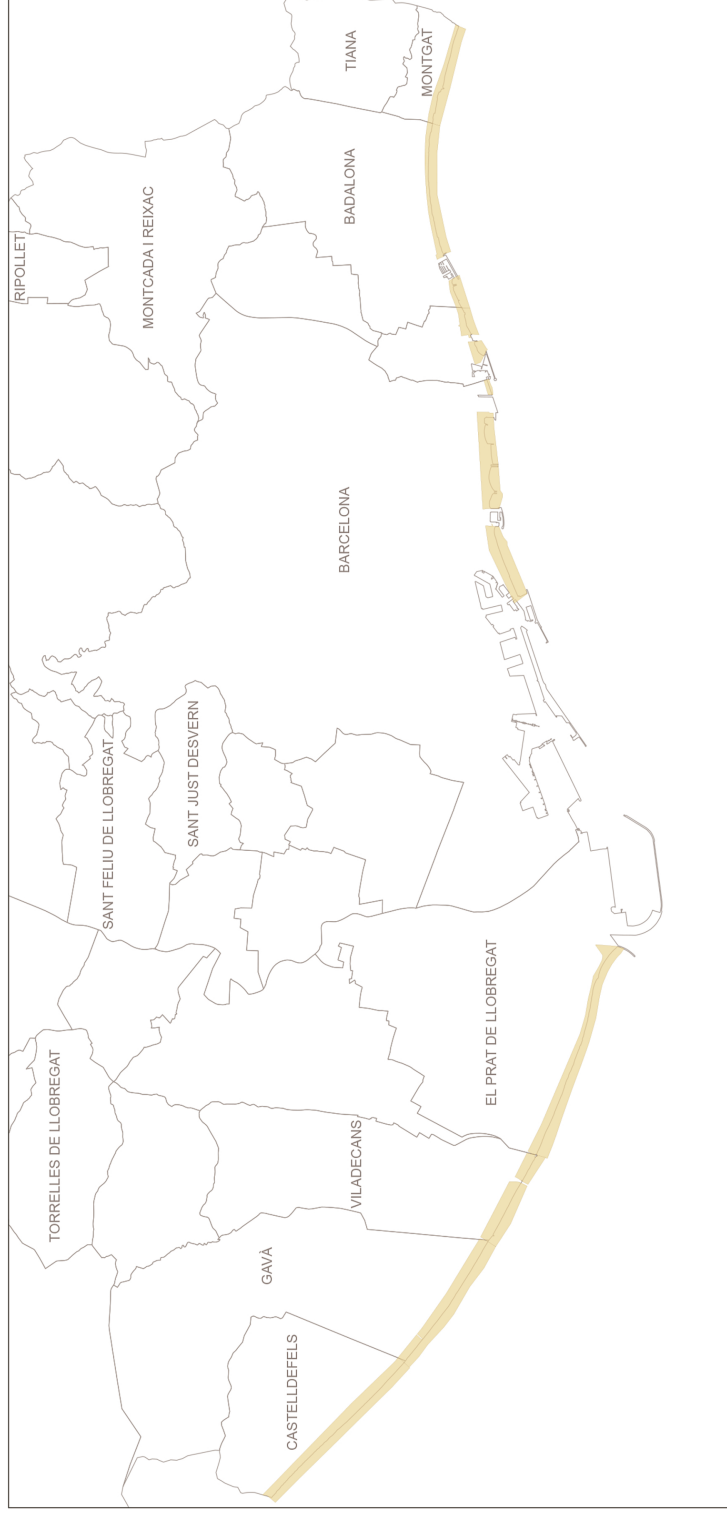 RIPOLLET
MONTCADA I REIXAC
TIANA
MONTGAT
BADALONA
BARCELONA
SANT FELIU DE LLOBREGAT
SANT JUST DESVERN
TORRELLES DE LLOBREGAT
EL PRAT DE LLOBREGAT
VILADECANS
GAVÀ
CASTELLDEFELS